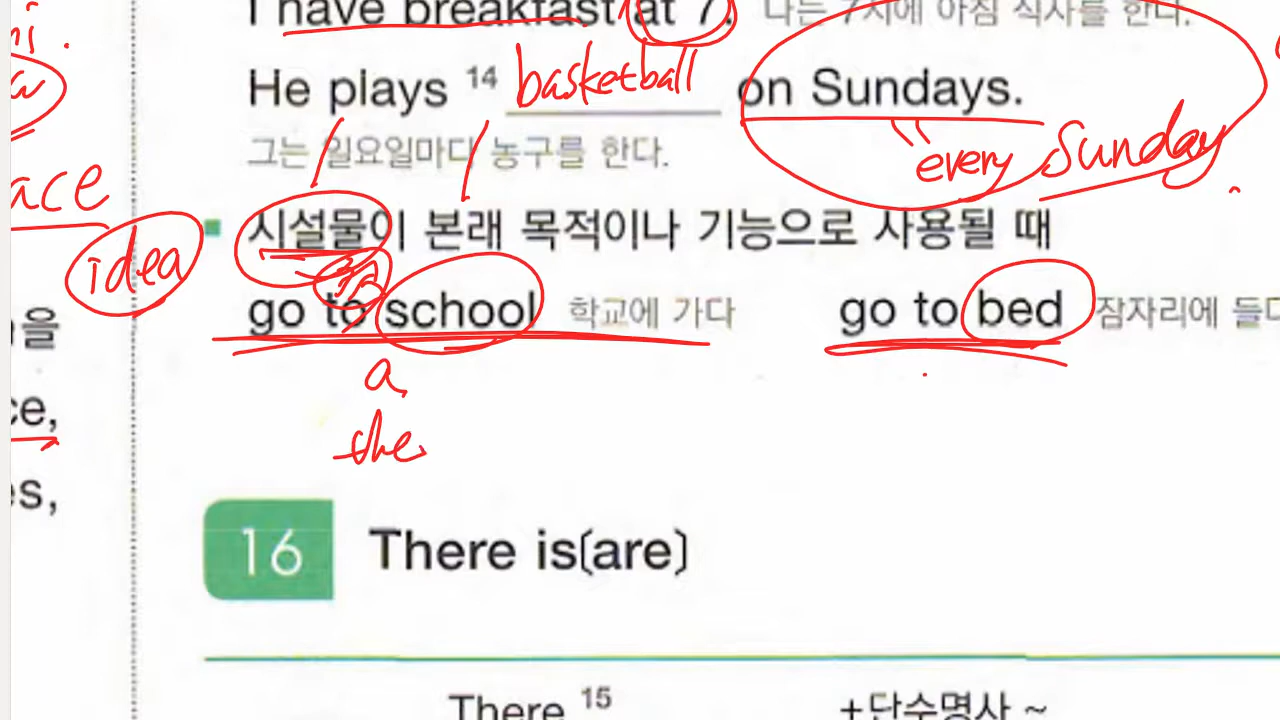 I have breakfast at 7. 나는 7시에 아침 식사를 한다.
He plays 14 basketball on Sundays.
그는 일요일마다 농구를 한다.
every Sunday.
ace
idea
시설물이 본래 목적이나 기능으로 사용될 때
go to school 학교에 가다 go to bed 잠자리에 들다
을
a
ce,
the
es,
16 There is(are)
There 15 +단수명사 ~